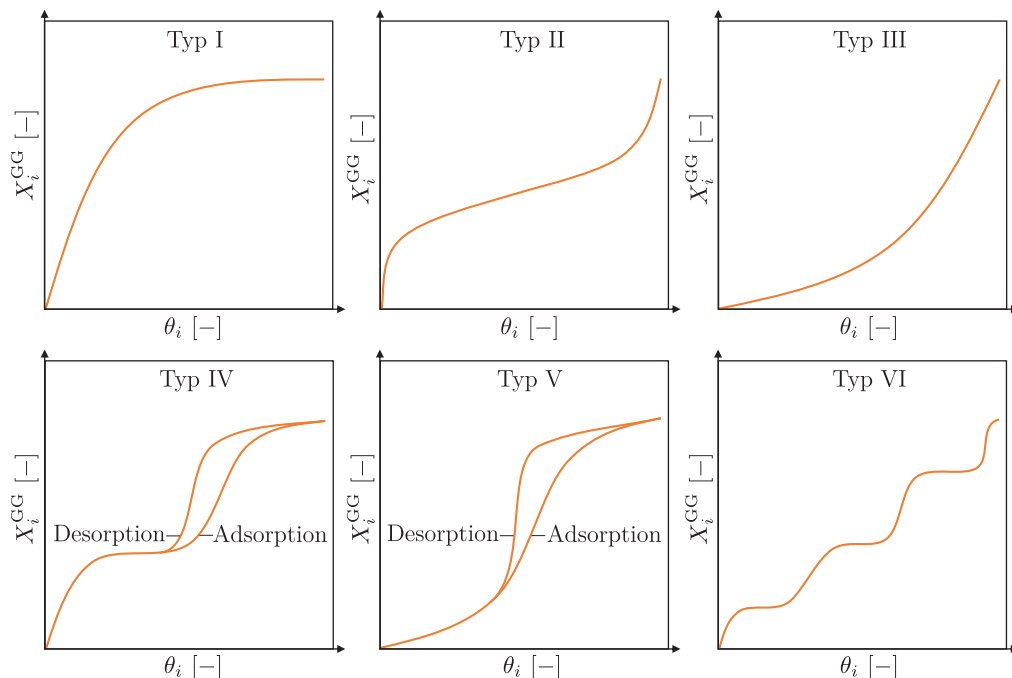 Typ I
X_i^GG [−]
θ_i [−]
Typ II
X_i^GG [−]
θ_i [−]
Typ III
X_i^GG [−]
θ_i [−]
Typ IV
X_i^GG [−]
Desorption
Adsorption
θ_i [−]
Typ V
X_i^GG [−]
Desorption
Adsorption
θ_i [−]
Typ VI
X_i^GG [−]
θ_i [−]